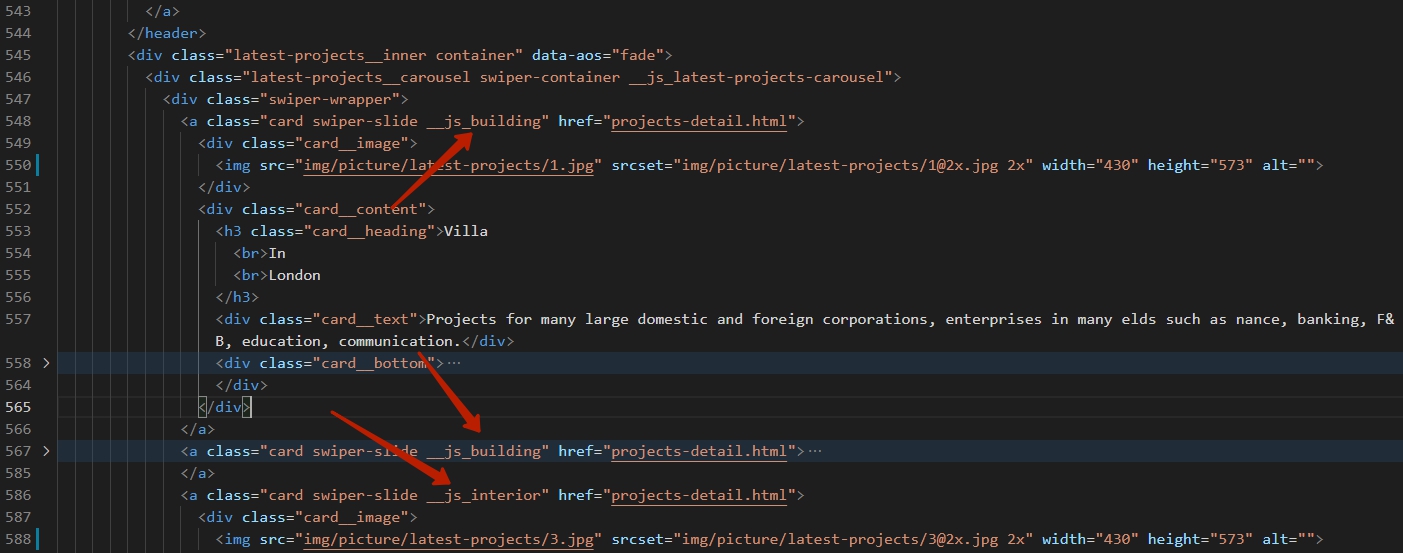 543 </a>
544 </header>
545 <div class="latest-projects__inner container" data-aos="fade">
546 <div class="latest-projects__carousel swiper-container __js_latest-projects-carousel">
547 <div class="swiper-wrapper">
548 <a class="card swiper-slide __js_building" href="projects-detail.html">
549 <div class="card__image">
550 <img src="img/picture/latest-projects/1.jpg" srcset="img/picture/latest-projects/1@2x.jpg 2x" width="430" height="573" alt="">
551 </div>
552 <div class="card__content">
553 <h3 class="card__heading">Villa
554 <br>In
555 <br>London
556 </h3>
557 <div class="card__text">Projects for many large domestic and foreign corporations, enterprises in many elds such as nance, banking, F&
B, education, communication.</div>
558 <div class="card__bottom">…
564 </div>
565 </div>
566 </a>
567 <a class="card swiper-slide __js_building" href="projects-detail.html">…
585 </a>
586 <a class="card swiper-slide __js_interior" href="projects-detail.html">
587 <div class="card__image">
588 <img src="img/picture/latest-projects/3.jpg" srcset="img/picture/latest-projects/3@2x.jpg 2x" width="430" height="573" alt="">